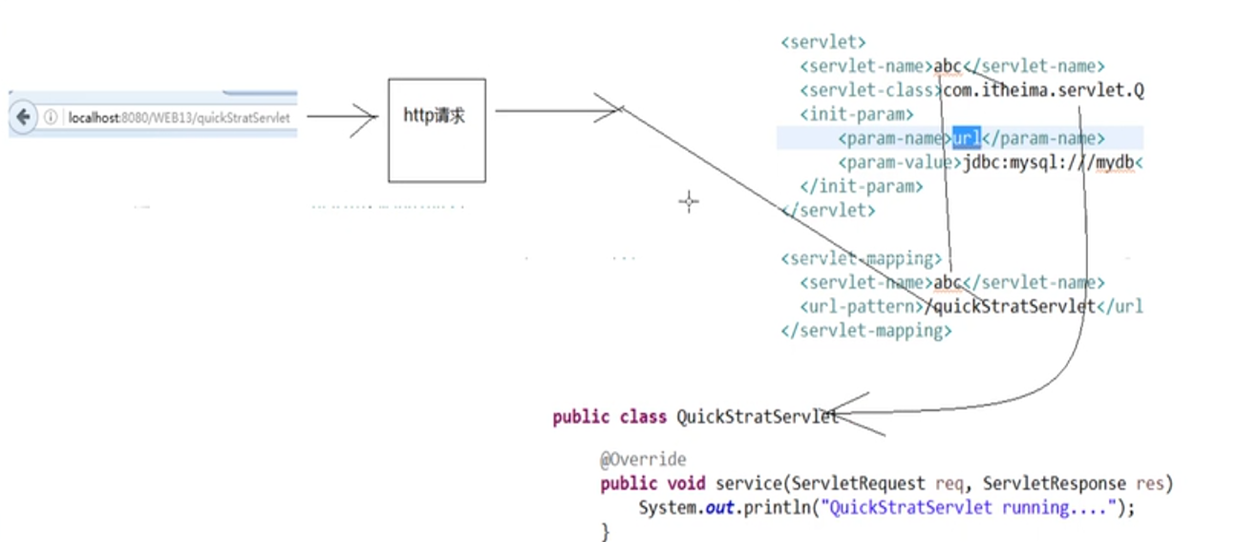 localhost:8080/WEB13/quickStratServlet
http请求
<servlet>
<servlet-name>abc</servlet-name>
<servlet-class>com.itheima.servlet.Q
<init-param>
<param-name>url</param-name>
<param-value>jdbc:mysql:///mydb<
</init-param>
</servlet>
<servlet-mapping>
<servlet-name>abc</servlet-name>
<url-pattern>/quickStratServlet</url
</servlet-mapping>
public class QuickStratServlet
@Override
public void service(ServletRequest req, ServletResponse res)
System.out.println("QuickStratServlet running....");
}